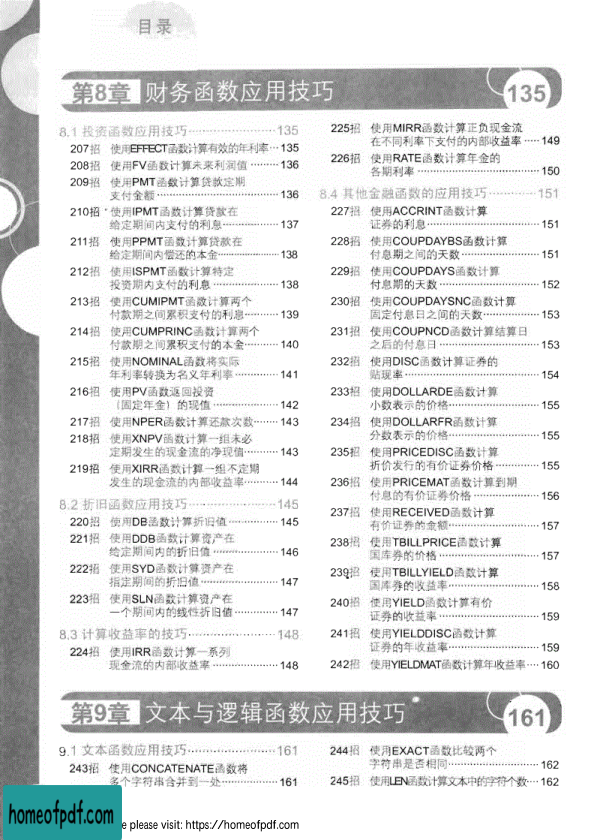 目录
第8章 财务函数应用技巧 135
8.1 投资函数应用技巧 135
207招 使用EFFECT函数计算有效的年利率 135
208招 使用FV函数计算未来利润值 136
209招 使用PMT函数计算贷款定期
支付金额 136
210招 使用IPMT函数计算贷款在
给定期间内支付的利息 137
211招 使用PPMT函数计算贷款在
给定期间内偿还的本金 138
212招 使用ISPMT函数计算特定
投资期内支付的利息 138
213招 使用CUMIPMT函数计算两个
付款期之间累积支付的利息 139
214招 使用CUMPRINC函数计算两个
付款期之间累积支付的本金 140
215招 使用NOMINAL函数将实际
年利率转换为名义年利率 141
216招 使用PV函数返回投资
（固定年金）的现值 142
217招 使用NPER函数计算还款次数 143
218招 使用XNPV函数计算一组未必
定期发生的现金流的净现值 143
219招 使用XIRR函数计算一组不定期
发生的现金流的内部收益率 144
8.2 折旧函数应用技巧 145
220招 使用DB函数计算折旧值 145
221招 使用DDB函数计算资产在
给定期间内的折旧值 146
222招 使用SYD函数计算资产在
指定期间的折旧值 147
223招 使用SLN函数计算资产在
一个期间内的线性折旧值 147
8.3 计算收益率的技巧 148
224招 使用IRR函数计算一系列
现金流的内部收益率 148
225招 使用MIRR函数计算正负现金流
在不同利率下支付的内部收益率 149
226招 使用RATE函数计算年金的
各期利率 150
8.4 其他金融函数的应用技巧 151
227招 使用ACCRINT函数计算
证券的利息 151
228招 使用COUPDAYBS函数计算
付息期之间的天数 151
229招 使用COUPDAYS函数计算
付息期的天数 152
230招 使用COUPDAYSNC函数计算
固定付息日之间的天数 153
231招 使用COUPNCD函数计算结算日
之后的付息日 153
232招 使用DISC函数计算证券的
贴现率 154
233招 使用DOLLARDE函数计算
小数表示的价格 155
234招 使用DOLLARFR函数计算
分数表示的价格 155
235招 使用PRICEDISC函数计算
折价发行的有价证券价格 155
236招 使用PRICEMAT函数计算到期
付息的有价证券价格 156
237招 使用RECEIVED函数计算
有价证券的金额 157
238招 使用TBILLPRICE函数计算
国库券的价格 157
239招 使用TBILLYIELD函数计算
国库券的收益率 158
240招 使用YIELD函数计算有价
证券的收益率 159
241招 使用YIELDDISC函数计算
证券的年收益率 159
242招 使用YIELDMAT函数计算年收益率 160
第9章 文本与逻辑函数应用技巧 161
9.1 文本函数应用技巧 161
243招 使用CONCATENATE函数将
多个字符串合并到一处 161
244招 使用EXACT函数比较两个
字符串是否相同 162
245招 使用LEN函数计算文本中的字符个数 162
homeofpdf.com
e please visit: https://homeofpdf.com